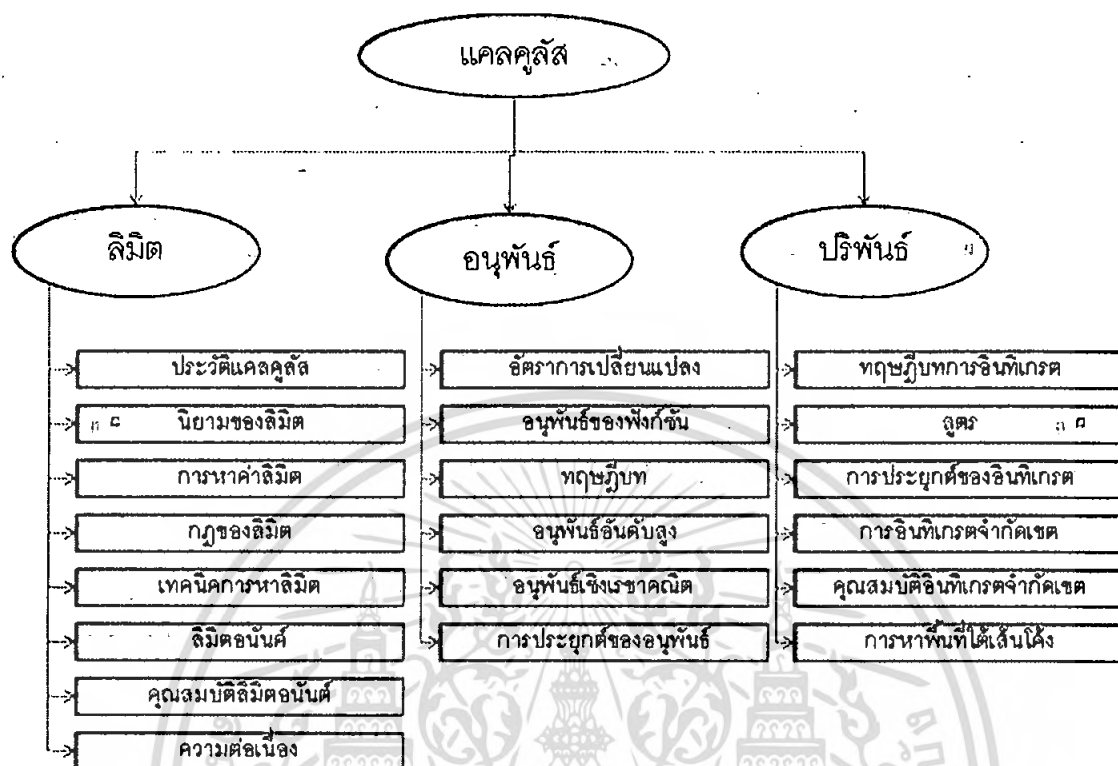 แคลคูลัส
ลิมิต
อนุพันธ์
ปริพันธ์
ประวัติแคลคูลัส
นิยามของลิมิต
การหาค่าลิมิต
กฎของลิมิต
เทคนิคการหาลิมิต
ลิมิตอนันค์
คุณสมบัติลิมิตอนันต์
ความต่อเนื่อง
อัตราการเปลี่ยนแปลง
อนุพันธ์ของฟังก์ชัน
ทฤษฎีบท
อนุพันธ์อันดับสูง
อนุพันธ์เชิงเรขาคณิต
การประยุกต์ของอนุพันธ์
ทฤษฎีบทการอินทิเกรต
สูตร
การประยุกต์ของอินทิเกรต
การอินทิเกรตจำกัดเขต
คุณสมบัติอินทิเกรตจำกัดเขต
การหาพื้นที่ใต้เส้นโค้ง